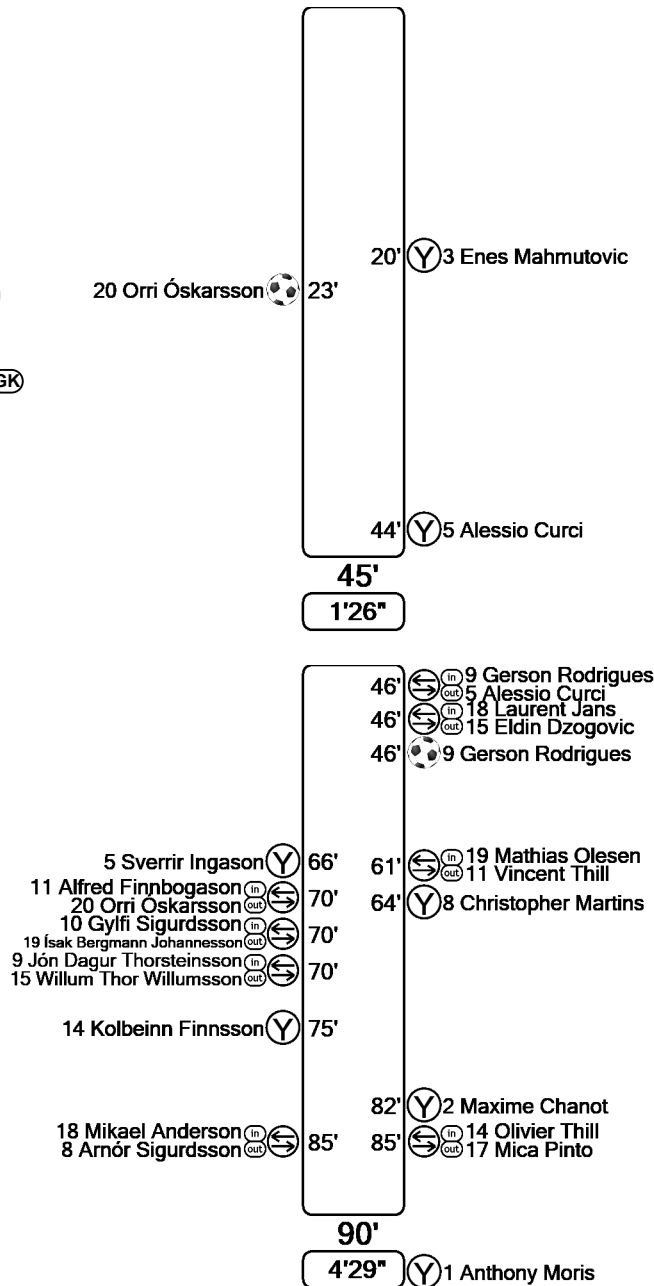 20' Y 3 Enes Mahmutovic
20 Orri Óskarsson 23'
GK
44' Y 5 Alessio Curci
45'
1'26"
46' in 9 Gerson Rodrigues
out 5 Alessio Curci
46' in 18 Laurent Jans
out 15 Eldin Dzogovic
46' 9 Gerson Rodrigues
5 Sverrir Ingason Y 66'
61' in 19 Mathias Olesen
out 11 Vincent Thill
11 Alfred Finnbogason in 70'
20 Orri Óskarsson out
64' Y 8 Christopher Martins
10 Gylfi Sigurdsson in 70'
19 Ísak Bergmann Johannesson out
9 Jón Dagur Thorsteinsson in 70'
15 Willum Thor Willumsson out
14 Kolbeinn Finnsson Y 75'
82' Y 2 Maxime Chanot
18 Mikael Anderson in 85'
8 Arnór Sigurdsson out
85' in 14 Olivier Thill
out 17 Mica Pinto
90'
4'29" Y 1 Anthony Moris